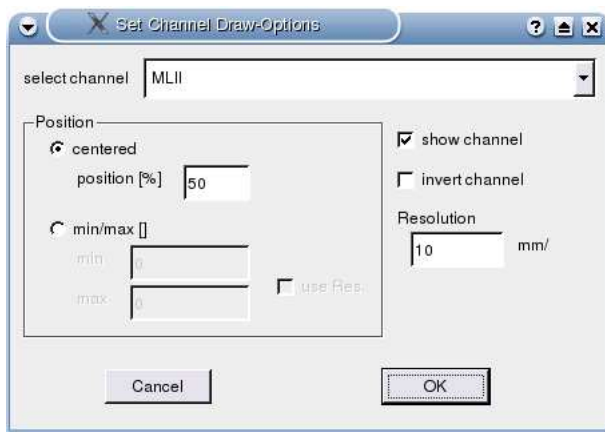 Set Channel Draw-Options
select channel MLII
Position
centered
position [%] 50
min/max []
min 0
max 0
use Res.
show channel
invert channel
Resolution
10 mm/
Cancel
OK